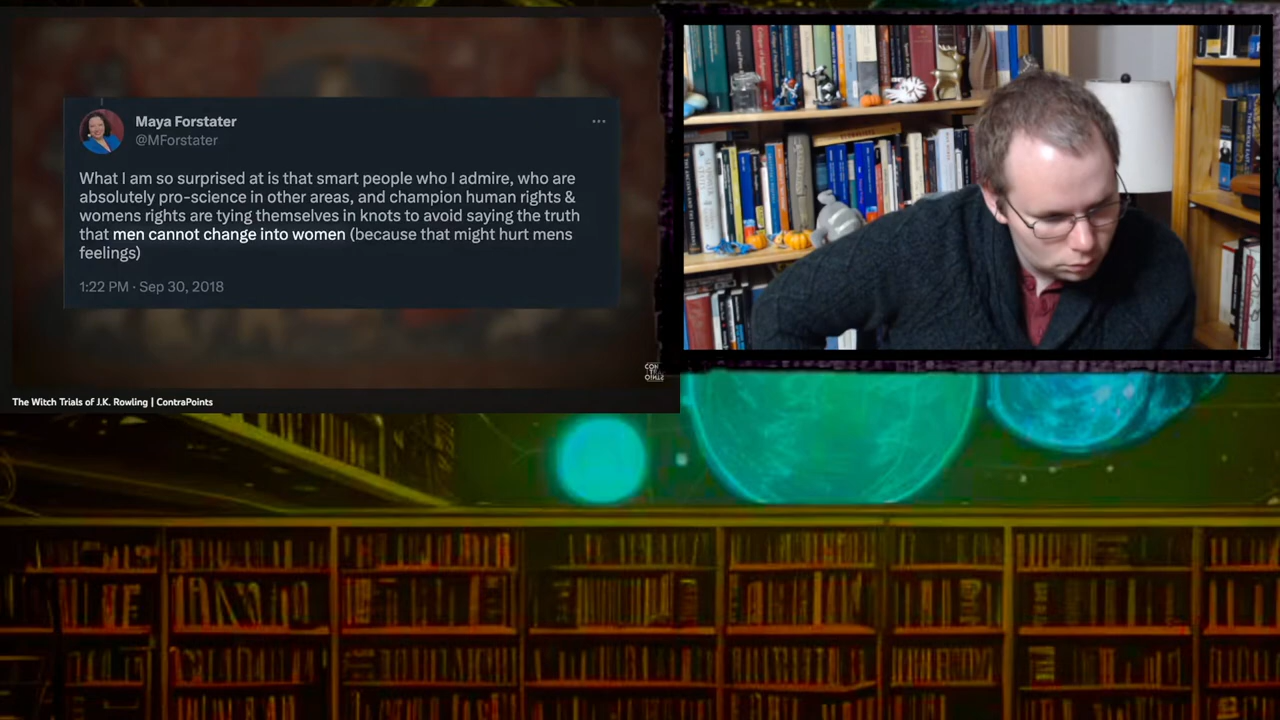 Maya Forstater
@MForstater
What I am so surprised at is that smart people who I admire, who are
absolutely pro-science in other areas, and champion human rights &
womens rights are tying themselves in knots to avoid saying the truth
that men cannot change into women (because that might hurt mens
feelings)
1:22 PM · Sep 30, 2018
The Witch Trials of J.K. Rowling | ContraPoints